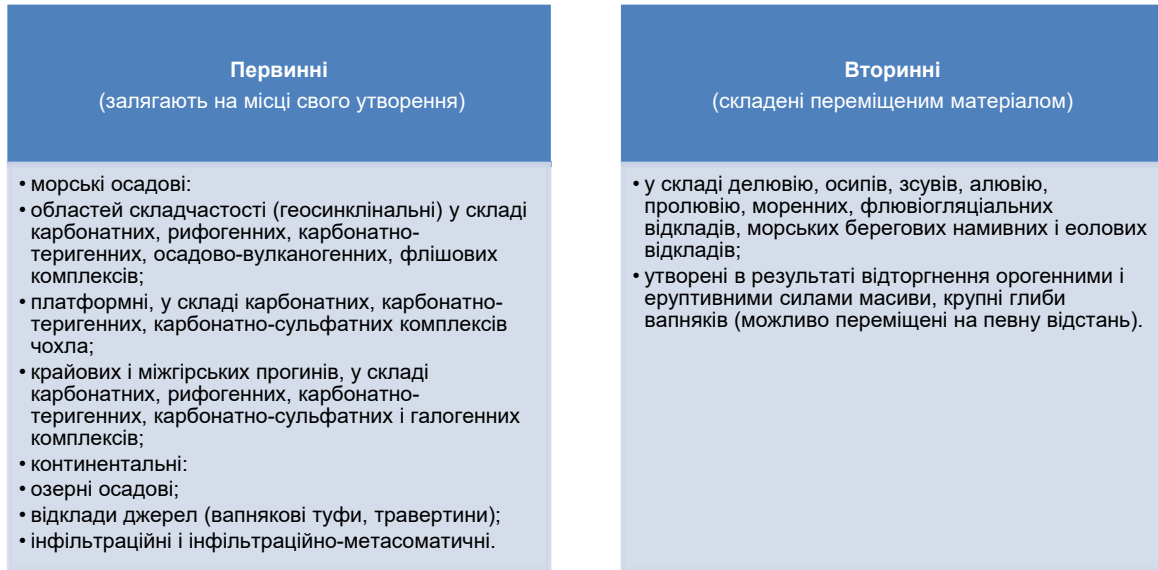 Первинні
(залягають на місці свого утворення)
• морські осадові:
• областей складчастості (геосинклінальні) у складі
карбонатних, рифогенних, карбонатно-
теригенних, осадово-вулканогенних, флішових
комплексів;
• платформні, у складі карбонатних, карбонатно-
теригенних, карбонатно-сульфатних комплексів
чохла;
• крайових і міжгірських прогинів, у складі
карбонатних, рифогенних, карбонатно-
теригенних, карбонатно-сульфатних і галогенних
комплексів;
• континентальні:
• озерні осадові;
• відклади джерел (вапнякові туфи, травертини);
• інфільтраційні і інфільтраційно-метасоматичні.
Вторинні
(складені переміщеним матеріалом)
• у складі делювію, осипів, зсувів, алювію,
пролювію, моренних, флювіогляціальних
відкладів, морських берегових намивних і еолових
відкладів;
• утворені в результаті відторгнення орогенними і
еруптивними силами масиви, крупні глиби
вапняків (можливо переміщені на певну відстань).